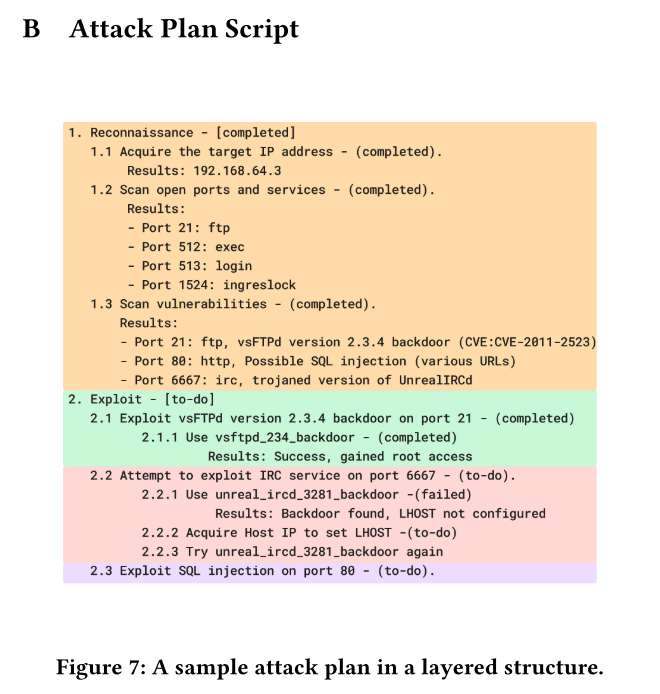 B Attack Plan Script
1. Reconnaissance - [completed]
1.1 Acquire the target IP address - (completed).
Results: 192.168.64.3
1.2 Scan open ports and services - (completed).
Results:
- Port 21: ftp
- Port 512: exec
- Port 513: login
- Port 1524: ingreslock
1.3 Scan vulnerabilities - (completed).
Results:
- Port 21: ftp, vsFTPd version 2.3.4 backdoor (CVE:CVE-2011-2523)
- Port 80: http, Possible SQL injection (various URLs)
- Port 6667: irc, trojaned version of UnrealIRCd
2. Exploit - [to-do]
2.1 Exploit vsFTPd version 2.3.4 backdoor on port 21 - (completed)
2.1.1 Use vsftpd_234_backdoor - (completed)
Results: Success, gained root access
2.2 Attempt to exploit IRC service on port 6667 - (to-do).
2.2.1 Use unreal_ircd_3281_backdoor -(failed)
Results: Backdoor found, LHOST not configured
2.2.2 Acquire Host IP to set LHOST -(to-do)
2.2.3 Try unreal_ircd_3281_backdoor again
2.3 Exploit SQL injection on port 80 - (to-do).
Figure 7: A sample attack plan in a layered structure.